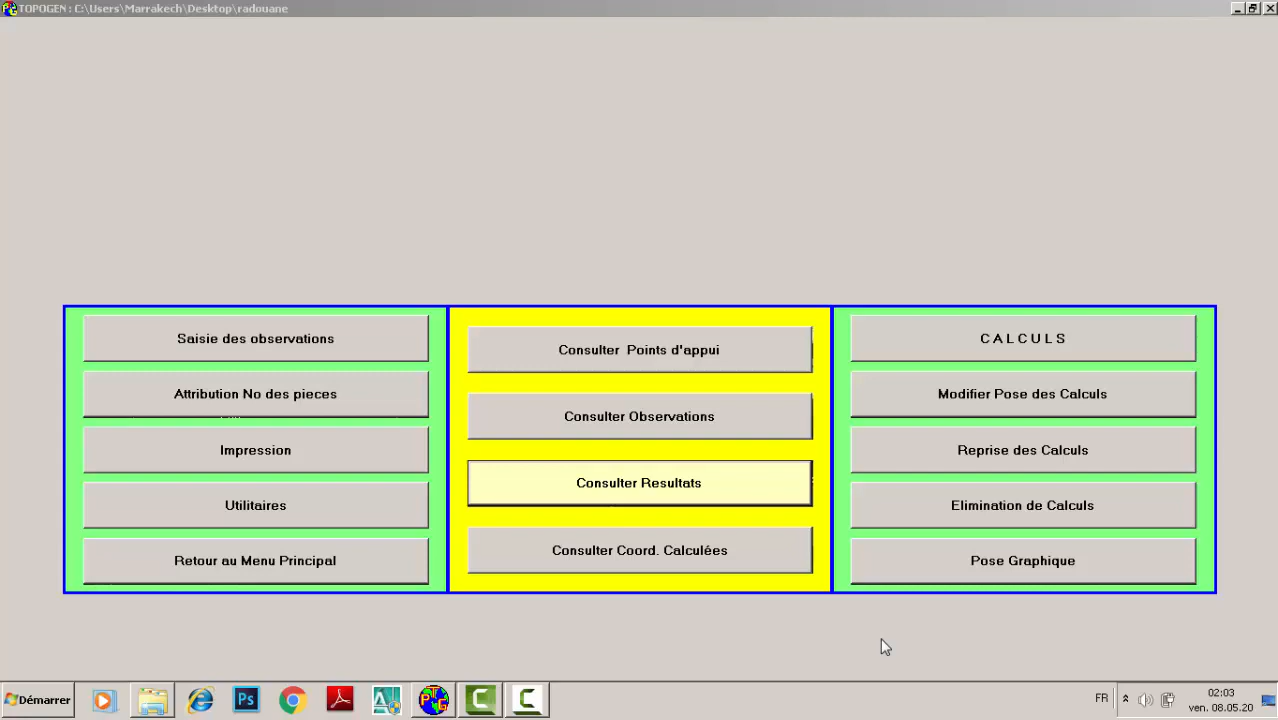 TOPOGEN : C:\Users\Marrakech\Desktop\radouane
Saisie des observations
Attribution No des pieces
Impression
Utilitaires
Retour au Menu Principal
Consulter Points d'appui
Consulter Observations
Consulter Resultats
Consulter Coord. Calculées
C A L C U L S
Modifier Pose des Calculs
Reprise des Calculs
Elimination de Calculs
Pose Graphique
Démarrer
Ps
FR
02:03
ven. 08.05.20